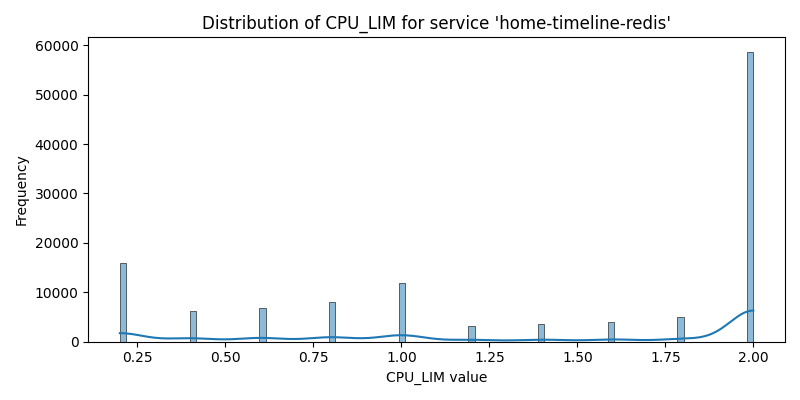 Distribution of CPU_LIM for service 'home-timeline-redis'
60000
50000
40000
30000
20000
10000
0
Frequency
0.25 0.50 0.75 1.00 1.25 1.50 1.75 2.00
CPU_LIM value